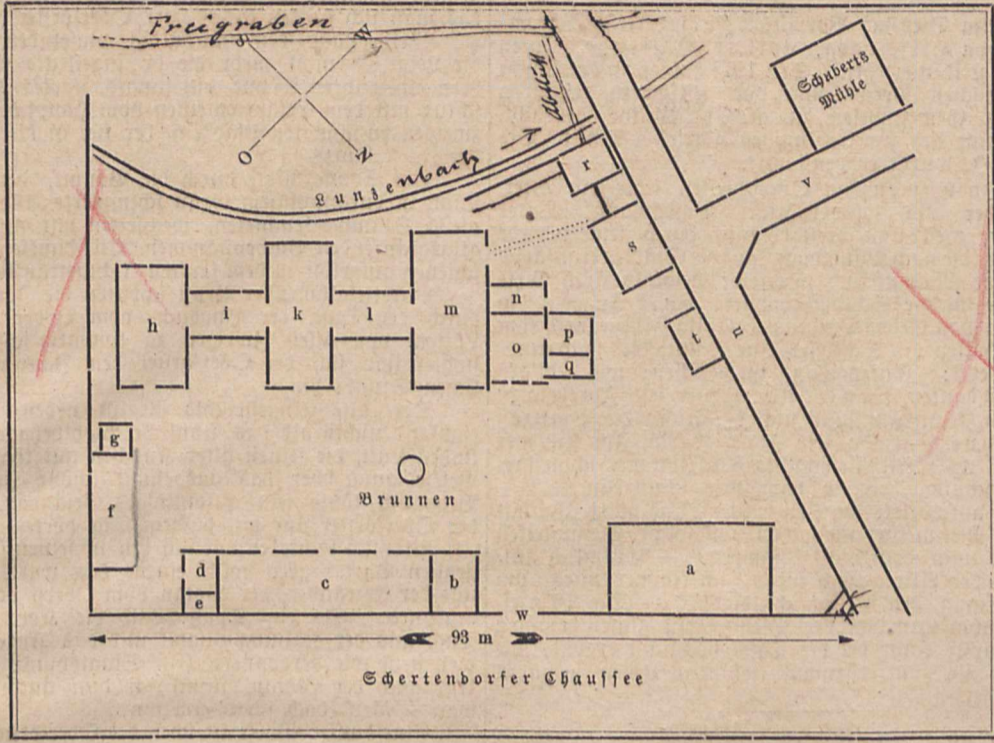 Freigraben
S W
O N
Abfluß
Schuberts
Mühle
Lunzenbach
r
y
s
h i k l m
n
o
p
q
t
u
g
f
Brunnen
d
e
c
b
a
w
93 m
Schertendorfer Chaussee